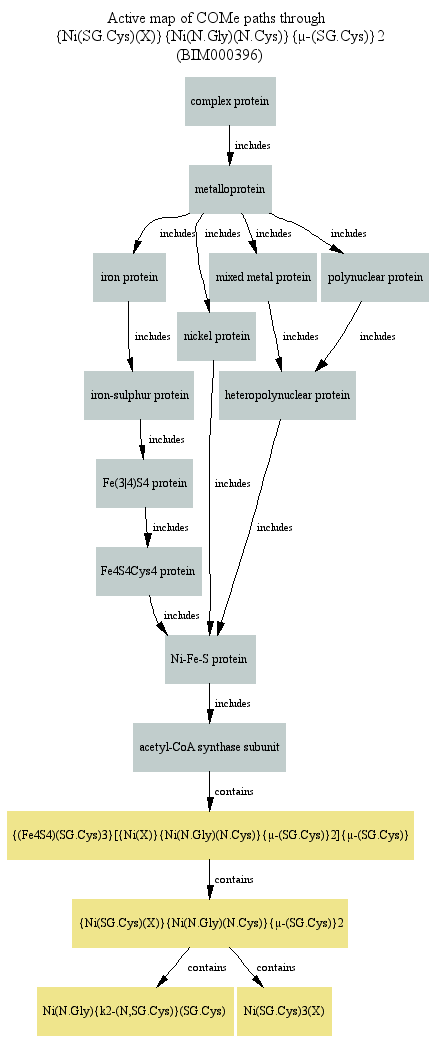 Active map of COMe paths through
{Ni(SG.Cys)(X)}{Ni(N.Gly)(N.Cys)}{μ-(SG.Cys)}2
(BIM000396)
complex protein
includes
metalloprotein
includes
includes
includes
includes
iron protein
mixed metal protein
polynuclear protein
nickel protein
includes
includes
includes
iron-sulphur protein
heteropolynuclear protein
includes
Fe(3|4)S4 protein
includes
includes
includes
Fe4S4Cys4 protein
includes
Ni-Fe-S protein
includes
acetyl-CoA synthase subunit
contains
{(Fe4S4)(SG.Cys)3}[{Ni(X)}{Ni(N.Gly)(N.Cys)}{μ-(SG.Cys)}2]{μ-(SG.Cys)}
contains
{Ni(SG.Cys)(X)}{Ni(N.Gly)(N.Cys)}{μ-(SG.Cys)}2
contains
contains
Ni(N.Gly){k2-(N,SG.Cys)}(SG.Cys)
Ni(SG.Cys)3(X)